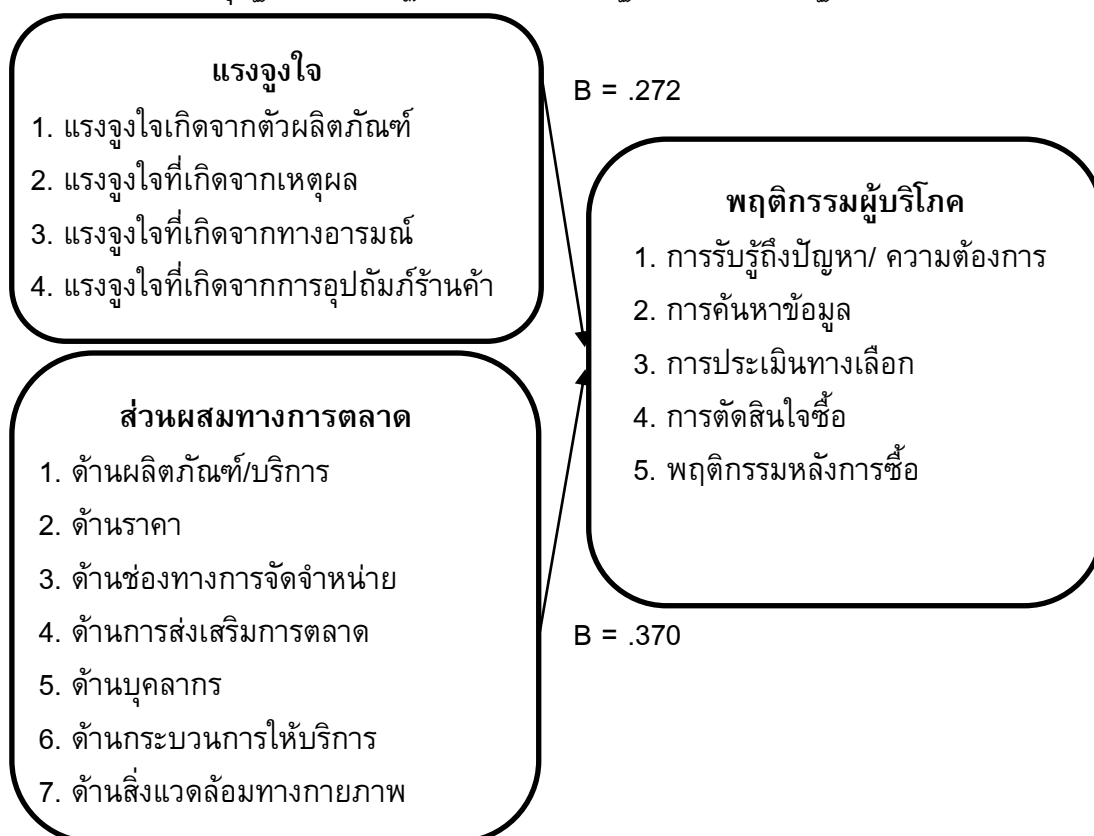 แรงจูงใจ
1. แรงจูงใจเกิดจากตัวผลิตภัณฑ์
2. แรงจูงใจที่เกิดจากเหตุผล
3. แรงจูงใจที่เกิดจากทางอารมณ์
4. แรงจูงใจที่เกิดจากการอุปถัมภ์ร้านค้า
B = .272
ส่วนผสมทางการตลาด
1. ด้านผลิตภัณฑ์/บริการ
2. ด้านราคา
3. ด้านช่องทางการจัดจำหน่าย
4. ด้านการส่งเสริมการตลาด
5. ด้านบุคลากร
6. ด้านกระบวนการให้บริการ
7. ด้านสิ่งแวดล้อมทางกายภาพ
B = .370
พฤติกรรมผู้บริโภค
1. การรับรู้ถึงปัญหา/ ความต้องการ
2. การค้นหาข้อมูล
3. การประเมินทางเลือก
4. การตัดสินใจซื้อ
5. พฤติกรรมหลังการซื้อ